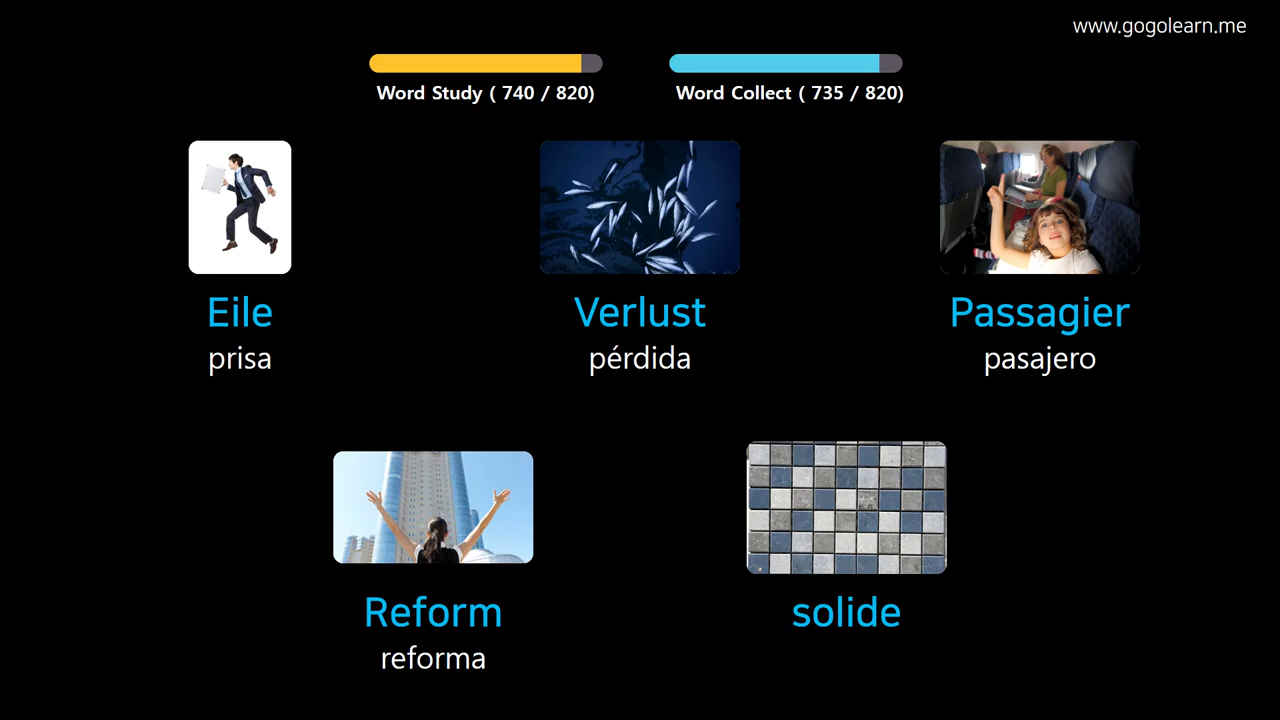 www.gogolearn.me
Word Study ( 740 / 820)
Word Collect ( 735 / 820)
Eile
prisa
Verlust
pérdida
Passagier
pasajero
Reform
reforma
solide